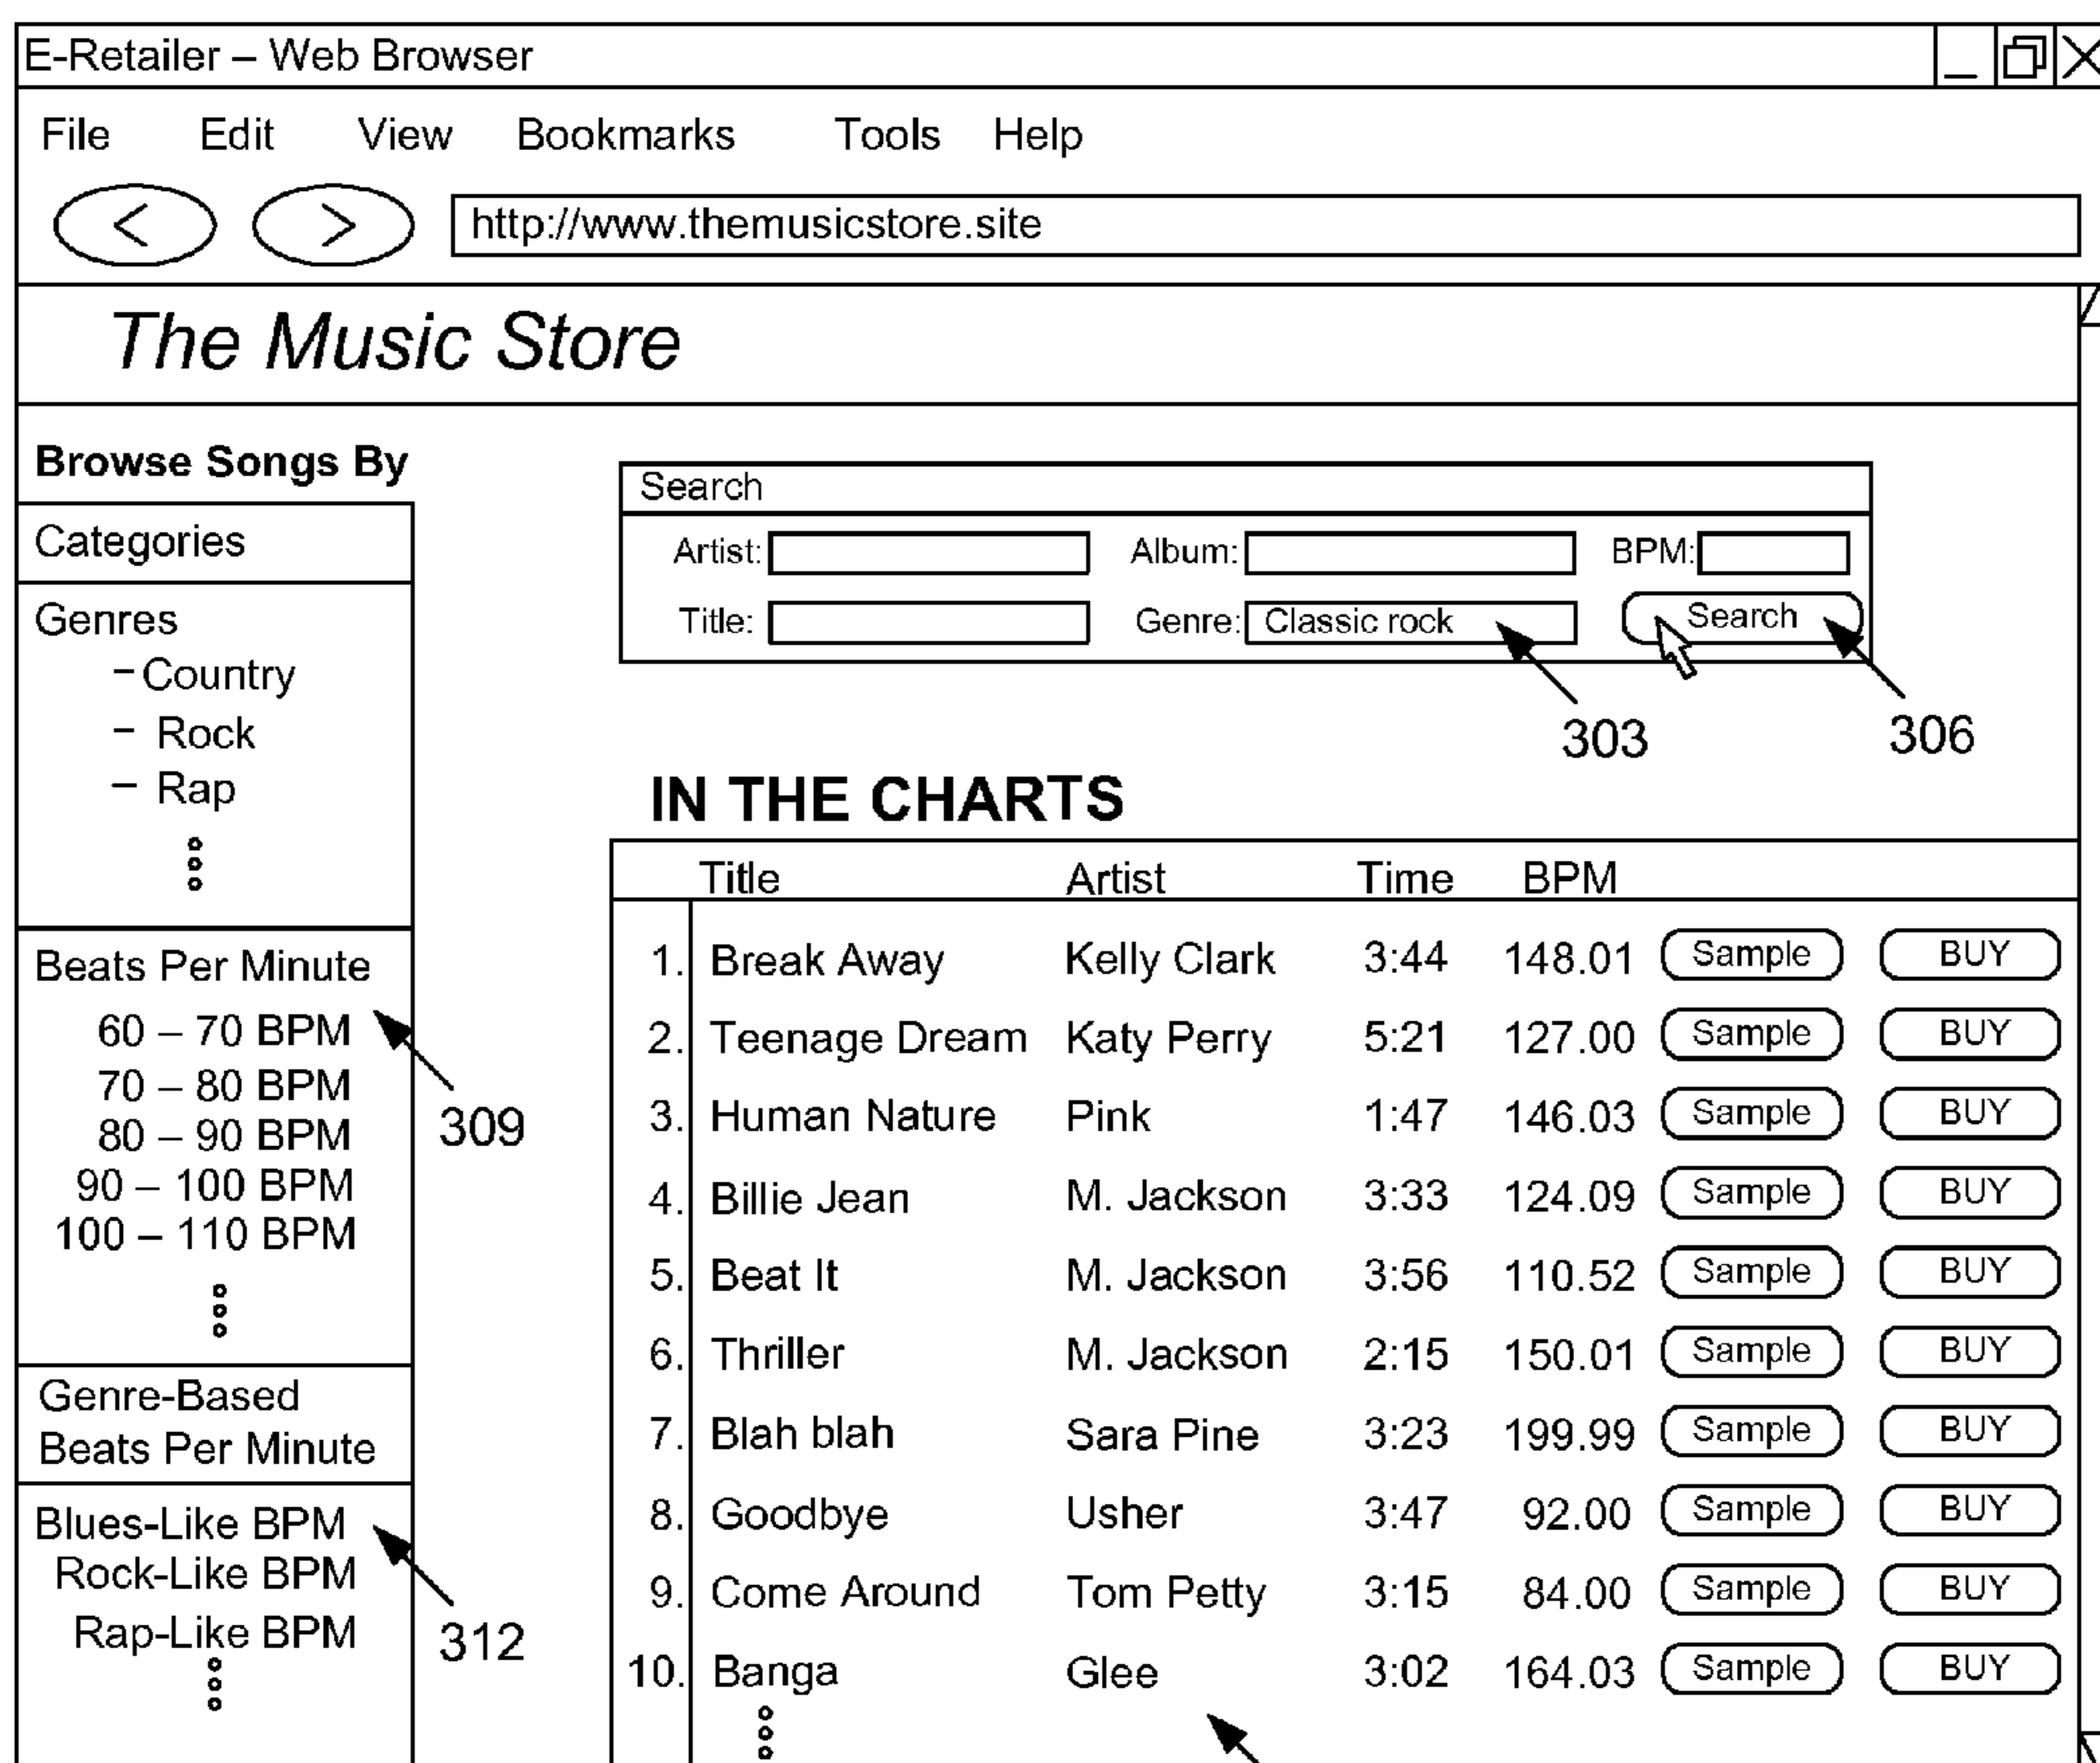 E-Retailer – Web Browser
File Edit View Bookmarks Tools Help
< > http://www.themusicstore.site
The Music Store
Browse Songs By
Categories
Genres
– Country
– Rock
– Rap
Beats Per Minute
60 – 70 BPM
70 – 80 BPM
80 – 90 BPM
90 – 100 BPM
100 – 110 BPM
309
Genre-Based
Beats Per Minute
Blues-Like BPM
Rock-Like BPM
Rap-Like BPM
312
Search
Artist: Album: BPM:
Title: Genre: Classic rock Search
303 306
IN THE CHARTS
Title Artist Time BPM
1. Break Away Kelly Clark 3:44 148.01 Sample BUY
2. Teenage Dream Katy Perry 5:21 127.00 Sample BUY
3. Human Nature Pink 1:47 146.03 Sample BUY
4. Billie Jean M. Jackson 3:33 124.09 Sample BUY
5. Beat It M. Jackson 3:56 110.52 Sample BUY
6. Thriller M. Jackson 2:15 150.01 Sample BUY
7. Blah blah Sara Pine 3:23 199.99 Sample BUY
8. Goodbye Usher 3:47 92.00 Sample BUY
9. Come Around Tom Petty 3:15 84.00 Sample BUY
10. Banga Glee 3:02 164.03 Sample BUY